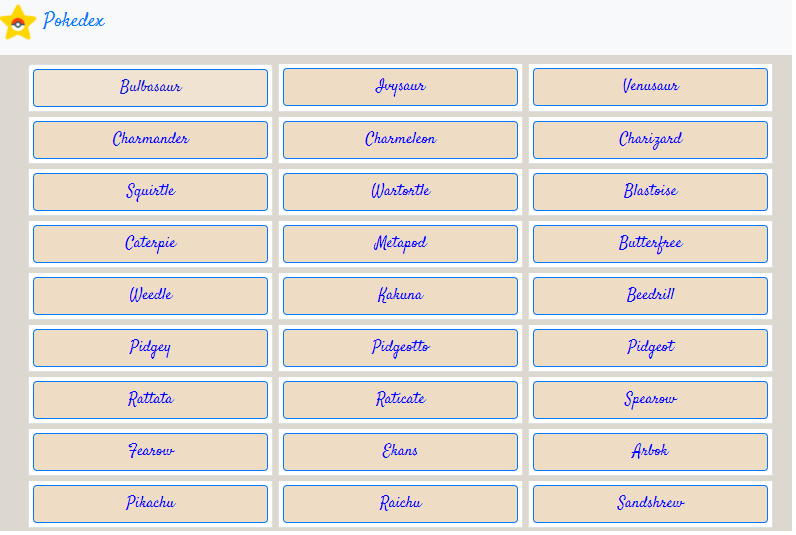 Pokedex
Bulbasaur Ivysaur Venusaur
Charmander Charmeleon Charizard
Squirtle Wartortle Blastoise
Caterpie Metapod Butterfree
Weedle Kakuna Beedrill
Pidgey Pidgeotto Pidgeot
Rattata Raticate Spearow
Fearow Ekans Arbok
Pikachu Raichu Sandshrew